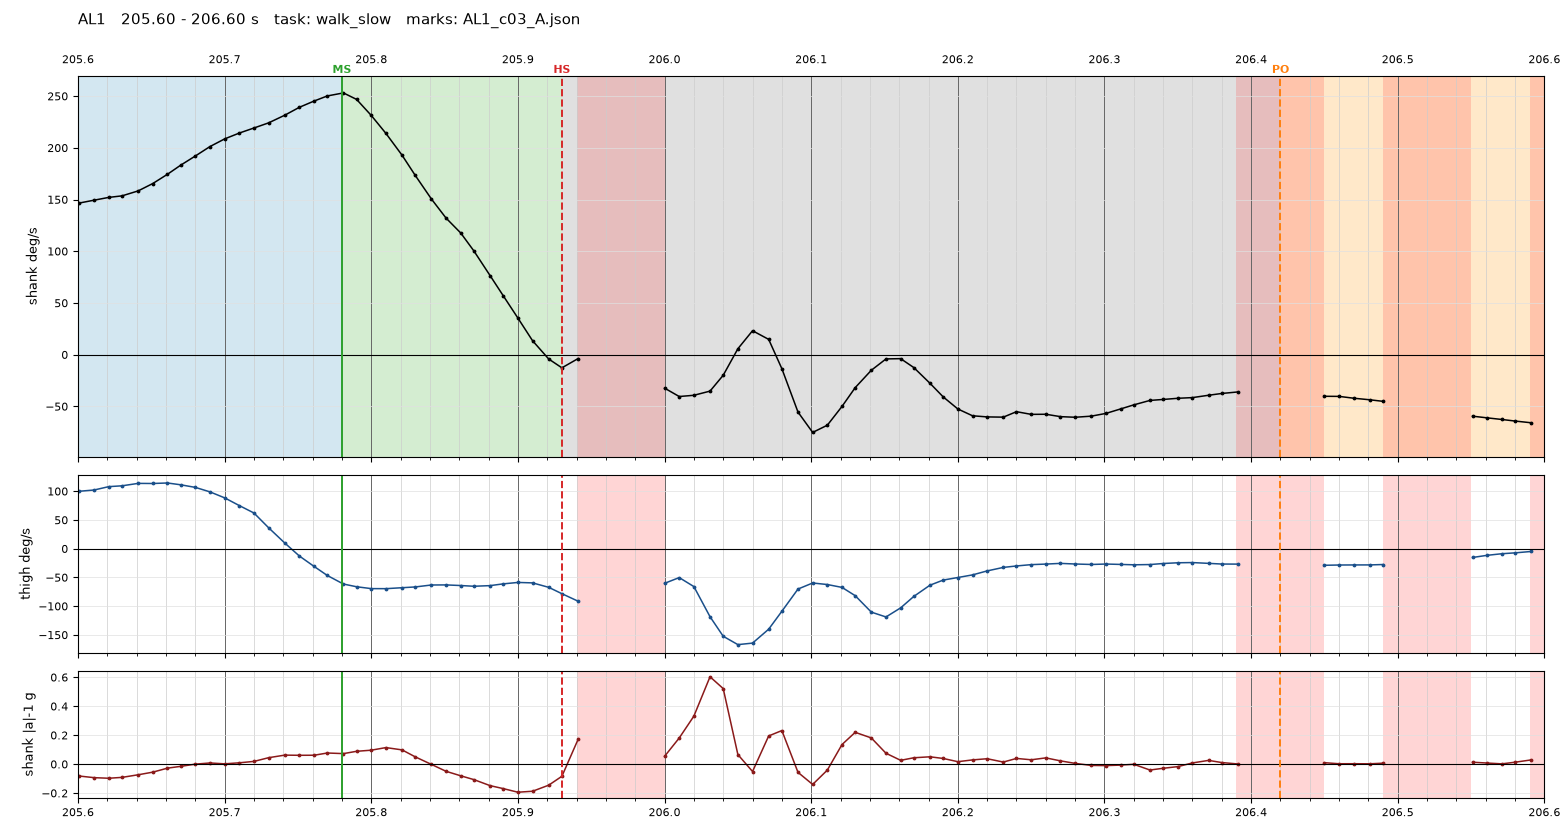 AL1   205.60 - 206.60 s   task: walk_slow   marks: AL1_c03_A.json
205.6 205.7 205.8 205.9 206.0 206.1 206.2 206.3 206.4 206.5 206.6
MS HS PO
shank deg/s
250
200
150
100
50
0
−50
thigh deg/s
100
50
0
−50
−100
−150
shank |a|-1 g
0.6
0.4
0.2
0.0
−0.2
205.6 205.7 205.8 205.9 206.0 206.1 206.2 206.3 206.4 206.5 206.6